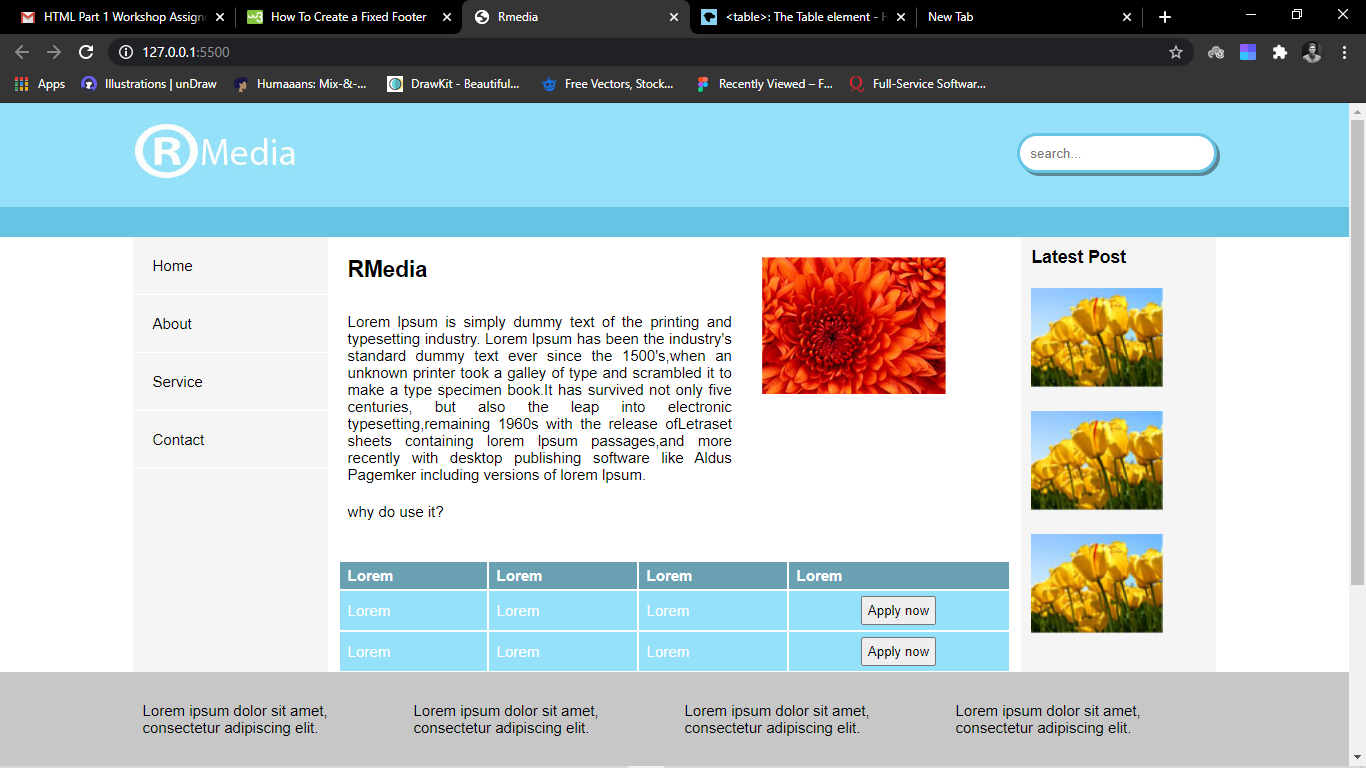 HTML Part 1 Workshop Assignm
How To Create a Fixed Footer
Rmedia
<table>: The Table element - H
New Tab
127.0.0.1:5500
Apps
Illustrations | unDraw
Humaaans: Mix-&-...
DrawKit - Beautiful...
Free Vectors, Stock...
Recently Viewed – F...
Full-Service Softwar...
RMedia
search...
Home
About
Service
Contact
RMedia
Lorem Ipsum is simply dummy text of the printing and
typesetting industry. Lorem Ipsum has been the industry's
standard dummy text ever since the 1500's,when an
unknown printer took a galley of type and scrambled it to
make a type specimen book.It has survived not only five
centuries, but also the leap into electronic
typesetting,remaining 1960s with the release ofLetraset
sheets containing lorem Ipsum passages,and more
recently with desktop publishing software like Aldus
Pagemker including versions of lorem Ipsum.
why do use it?
Lorem Lorem Lorem Lorem
Lorem Lorem Lorem Apply now
Lorem Lorem Lorem Apply now
Latest Post
Lorem ipsum dolor sit amet,
consectetur adipiscing elit.
Lorem ipsum dolor sit amet,
consectetur adipiscing elit.
Lorem ipsum dolor sit amet,
consectetur adipiscing elit.
Lorem ipsum dolor sit amet,
consectetur adipiscing elit.